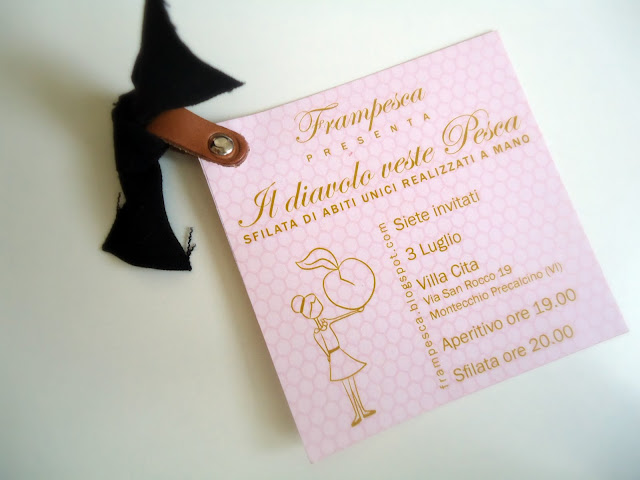 Frampesca
PRESENTA
Il diavolo veste Pesca
SFILATA DI ABITI UNICI REALIZZATI A MANO
frampesca.blogspot.com
Siete invitati
3 Luglio
Villa Cita
Via San Rocco 19
Montecchio Precalcino (VI)
Aperitivo ore 19.00
Sfilata ore 20.00